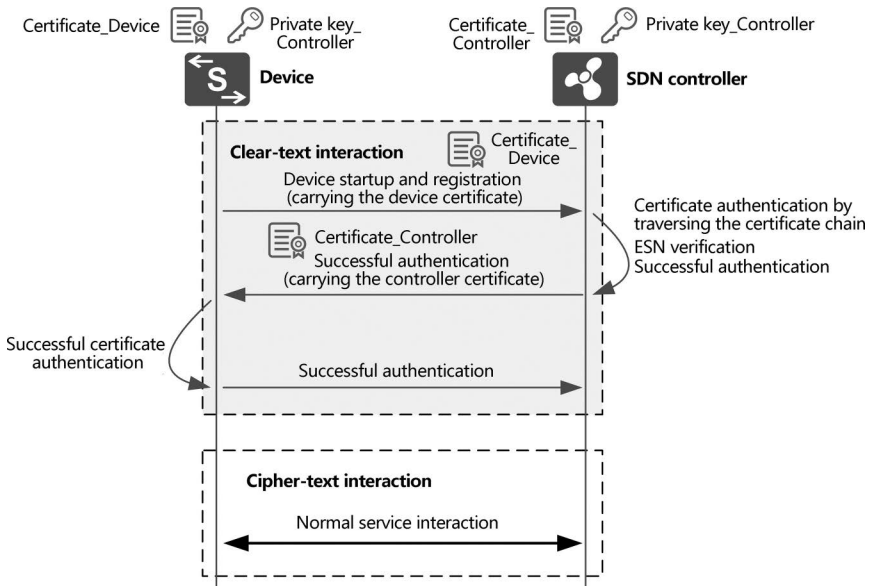 Certificate_Device
Private key_
Controller
Certificate_
Controller
Private key_Controller
S
Device
SDN controller
Clear-text interaction
Certificate_
Device
Device startup and registration
(carrying the device certificate)
Certificate authentication by
traversing the certificate chain
ESN verification
Successful authentication
Certificate_Controller
Successful authentication
(carrying the controller certificate)
Successful certificate
authentication
Successful authentication
Cipher-text interaction
Normal service interaction